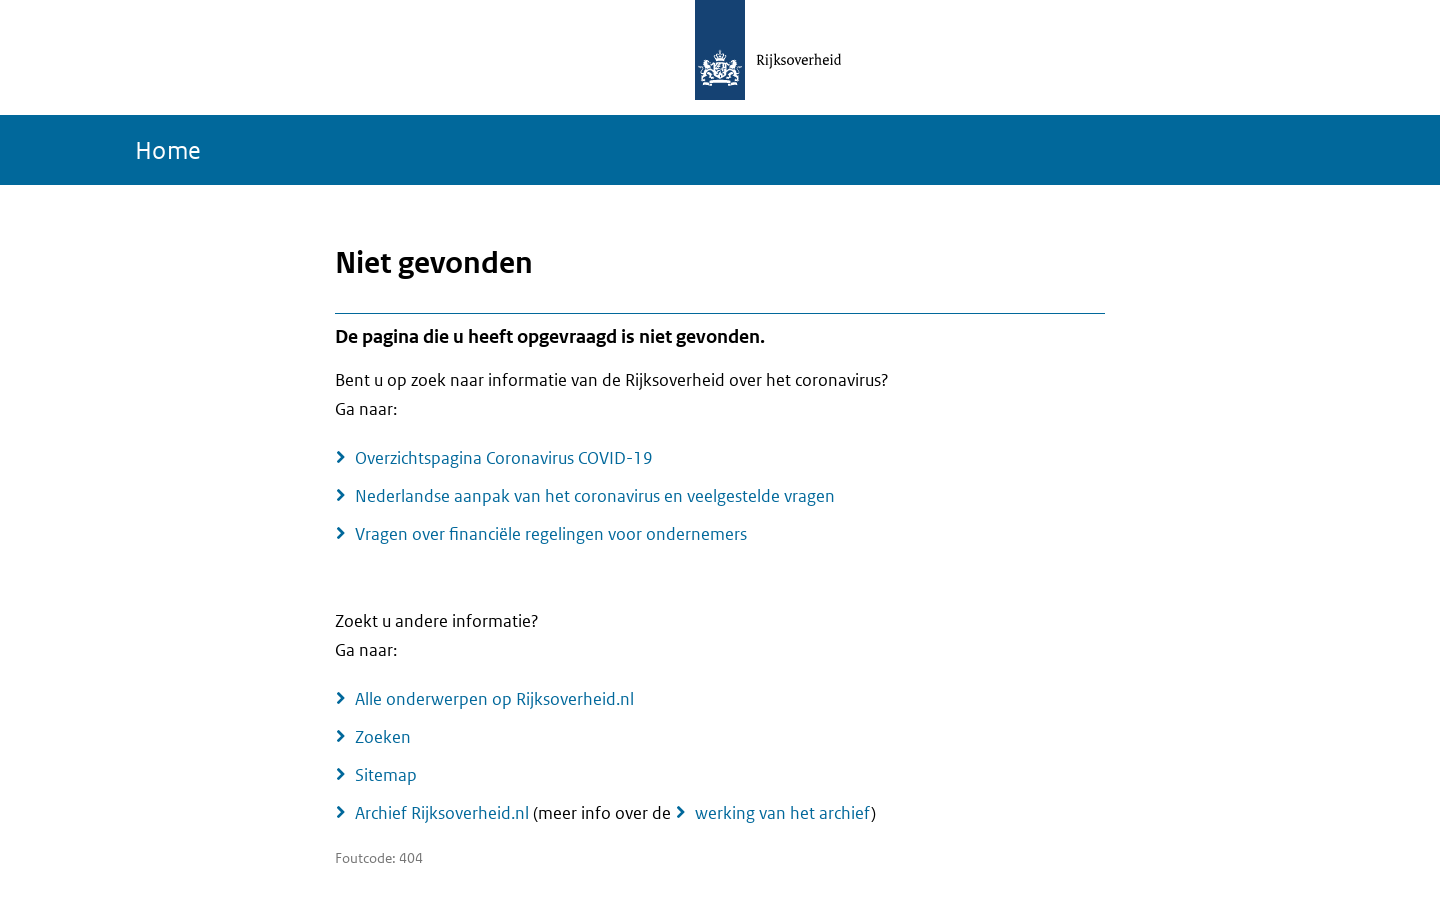 Rijksoverheid
Home
Niet gevonden
De pagina die u heeft opgevraagd is niet gevonden.
Bent u op zoek naar informatie van de Rijksoverheid over het coronavirus?
Ga naar:
Overzichtspagina Coronavirus COVID-19
Nederlandse aanpak van het coronavirus en veelgestelde vragen
Vragen over financiële regelingen voor ondernemers
Zoekt u andere informatie?
Ga naar:
Alle onderwerpen op Rijksoverheid.nl
Zoeken
Sitemap
Archief Rijksoverheid.nl (meer info over de werking van het archief)
Foutcode: 404